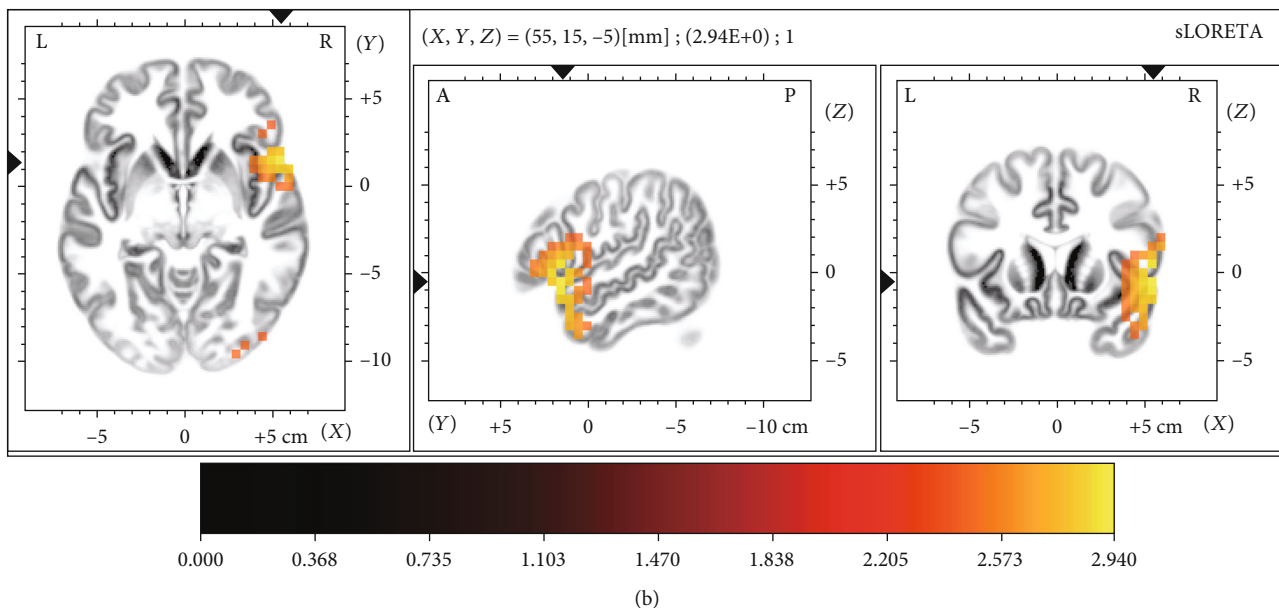 L R (Y)
+5
0
−5
−10
−5 0 +5 cm (X)
(X, Y, Z) = (55, 15, −5)[mm] ; (2.94E+0) ; 1
sLORETA
A P (Z)
+5
0
−5
(Y) +5 0 −5 −10 cm
L R (Z)
+5
0
−5
−5 0 +5 cm (X)
0.000 0.368 0.735 1.103 1.470 1.838 2.205 2.573 2.940
(b)